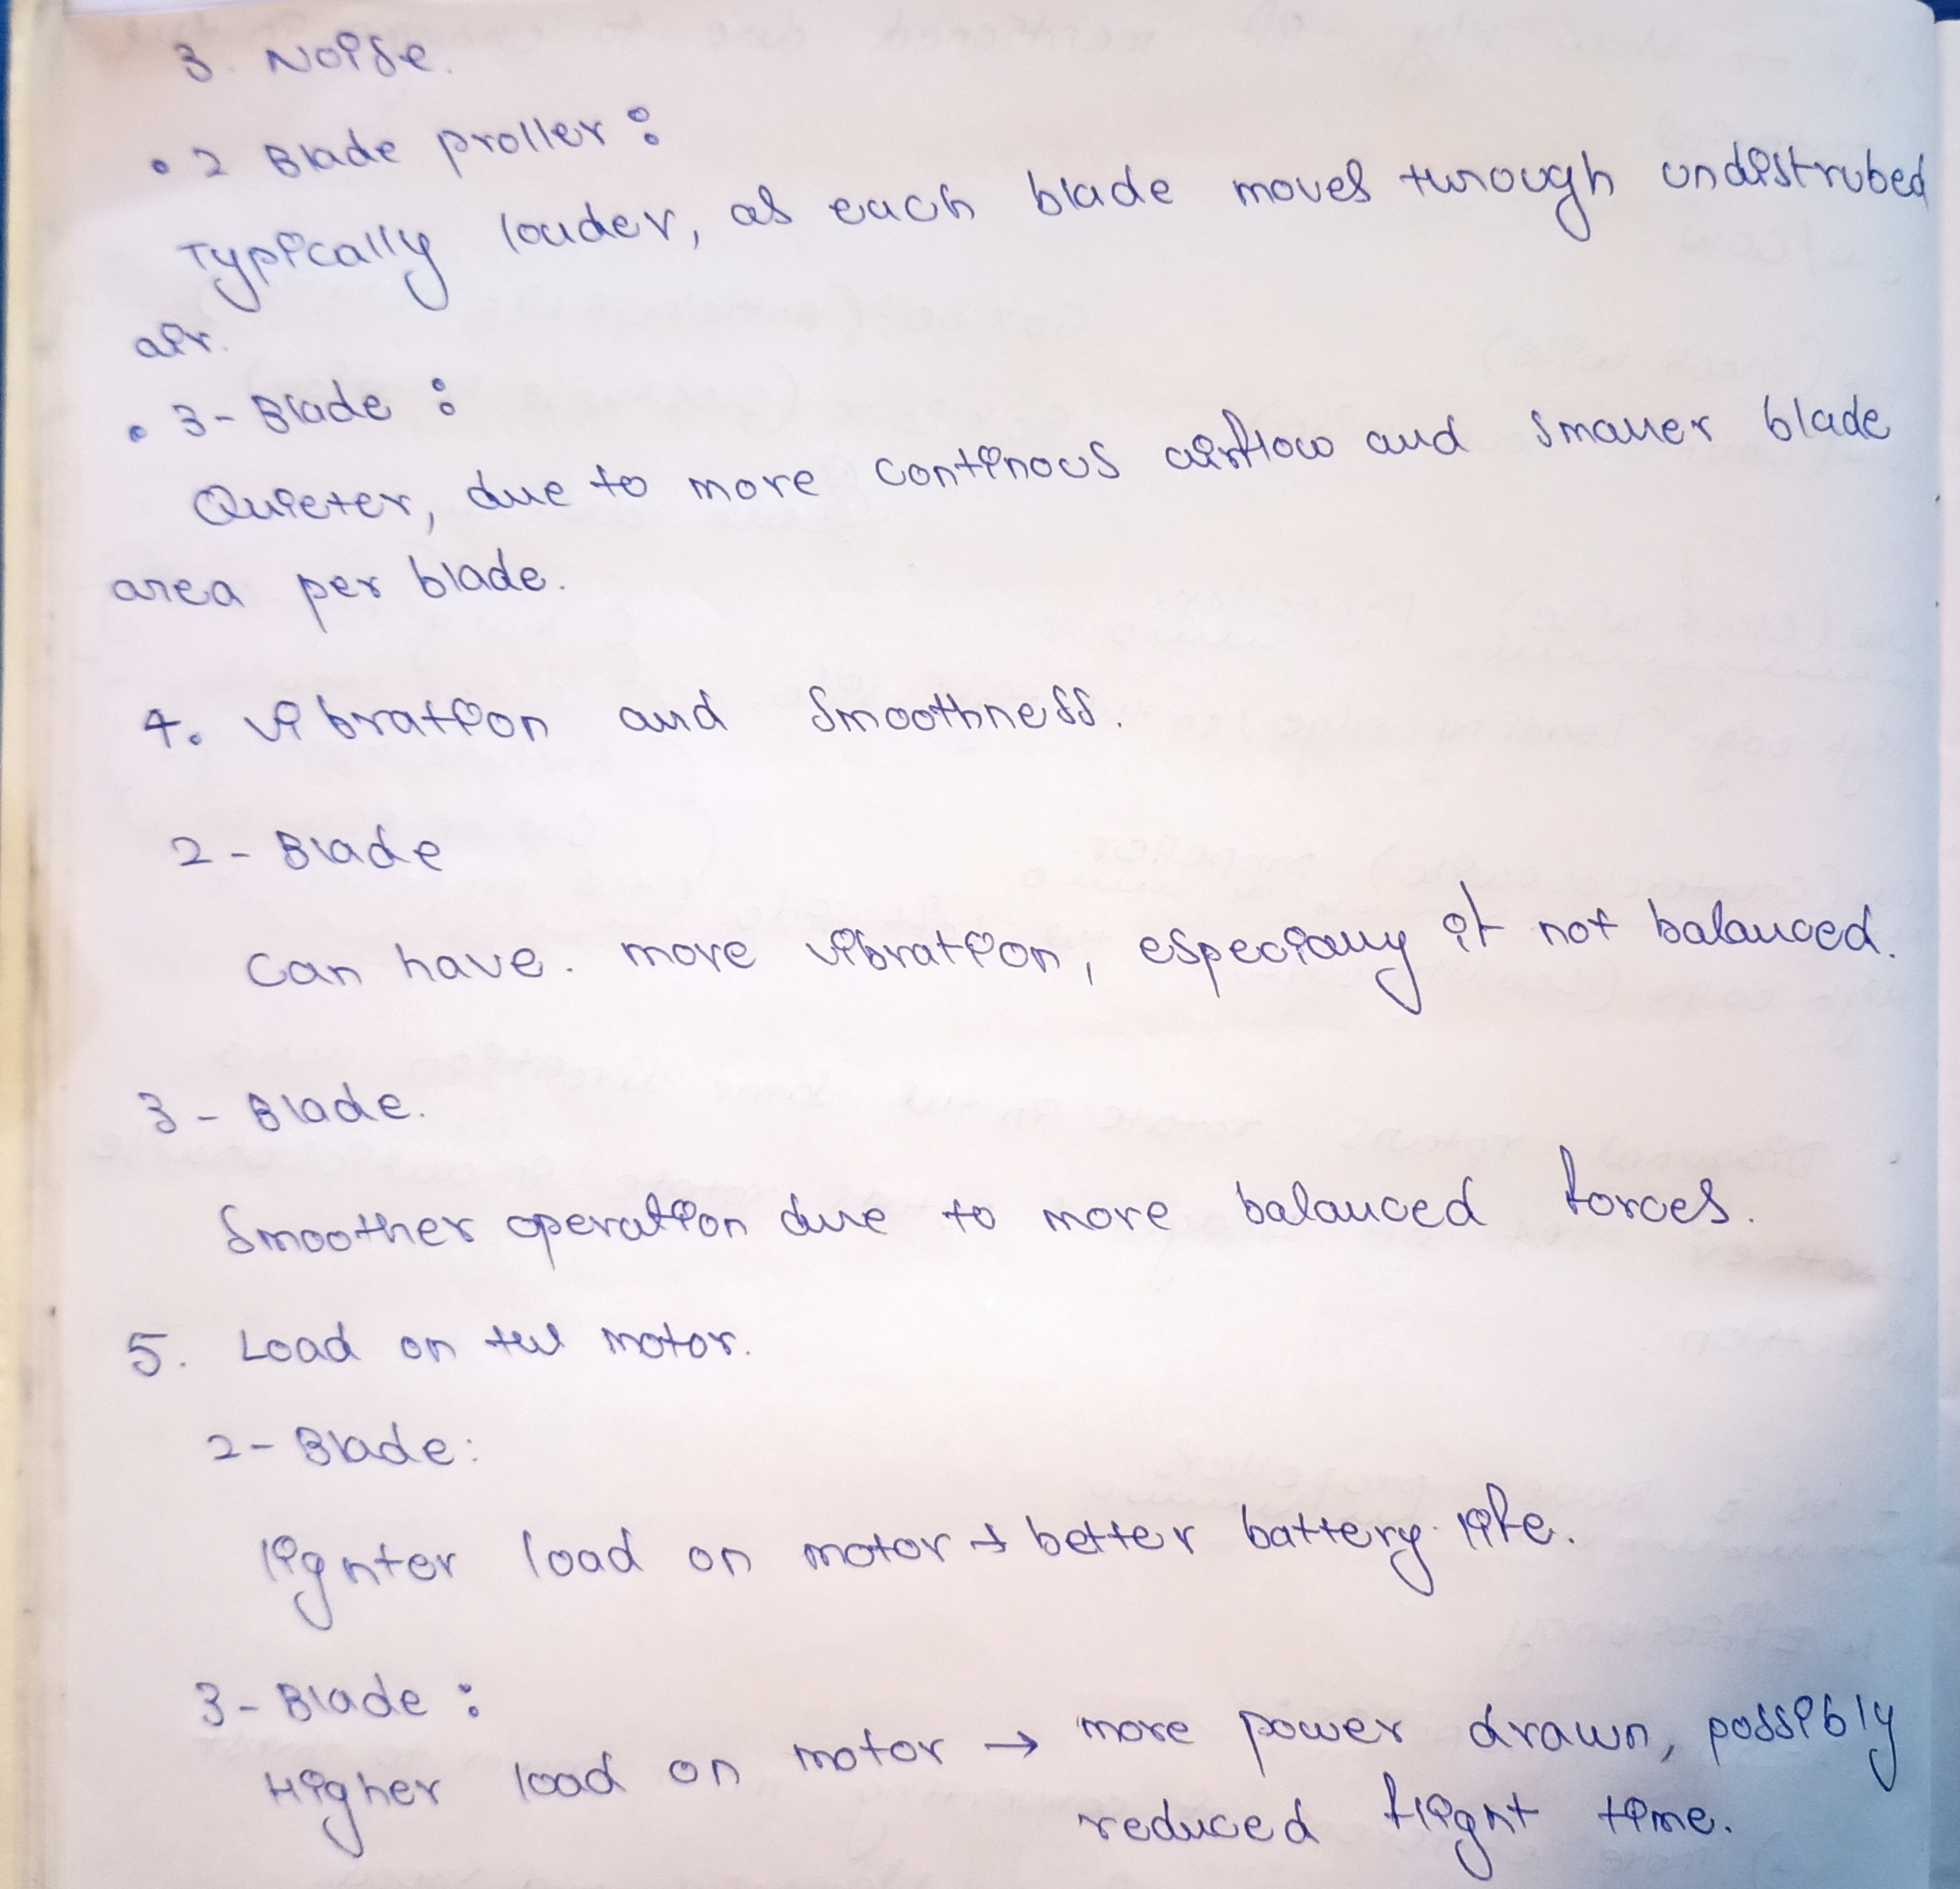 3. Noise.
• 2 Blade proller :
Typically louder, as each blade moves through undistrubed
air.
• 3 - Blade :
Quieter, due to more continous airflow and smaller blade
area per blade.
4. Vibration and Smoothness.
2 - Blade
Can have. more vibration, especially if not balanced.
3 - Blade.
Smoother operation due to more balanced forces.
5. Load on the motor.
2 - Blade:
lighter load on motor → better battery life.
3 - Blade :
Higher load on motor → more power drawn, possibly
reduced flight time.